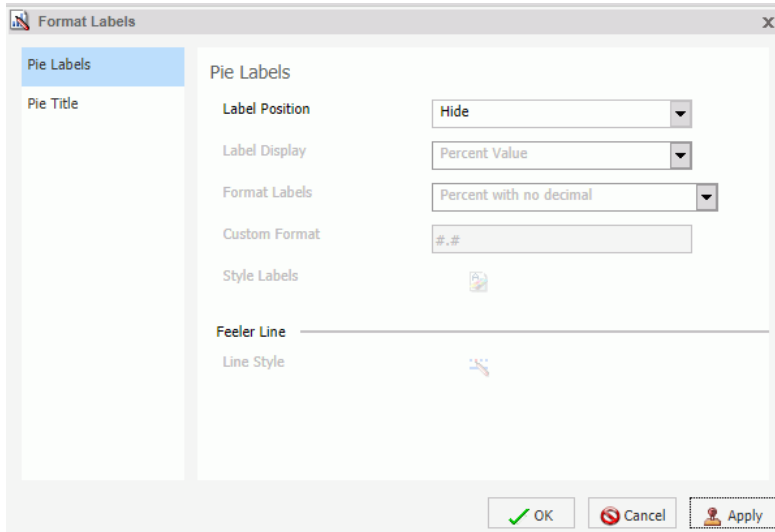 Format Labels
x
Pie Labels
Pie Title
Pie Labels
Label Position Hide
Label Display Percent Value
Format Labels Percent with no decimal
Custom Format #.#
Style Labels
Feeler Line
Line Style
OK Cancel Apply